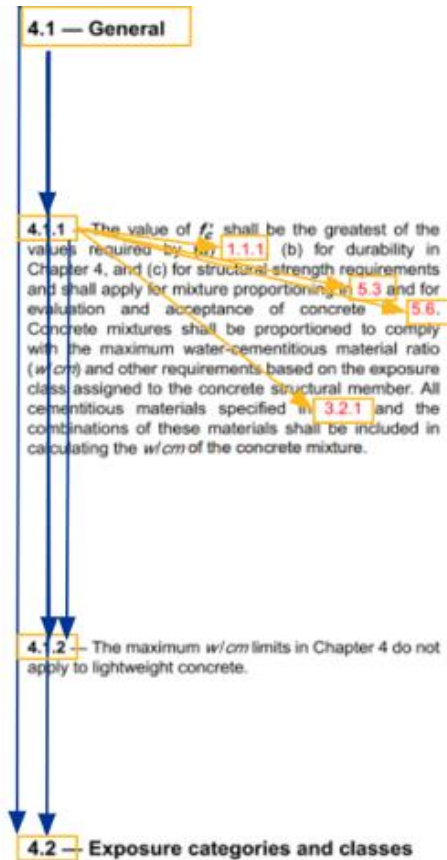 4.1 — General
4.1.1 — The value of f′c shall be the greatest of the
values required by (a) 1.1.1 (b) for durability in
Chapter 4, and (c) for structural strength requirements
and shall apply for mixture proportioning in 5.3 and for
evaluation and acceptance of concrete 5.6.
Concrete mixtures shall be proportioned to comply
with the maximum water-cementitious material ratio
(w/cm) and other requirements based on the exposure
class assigned to the concrete structural member. All
cementitious materials specified in 3.2.1 and the
combinations of these materials shall be included in
calculating the w/cm of the concrete mixture.
4.1.2 — The maximum w/cm limits in Chapter 4 do not
apply to lightweight concrete.
4.2 — Exposure categories and classes